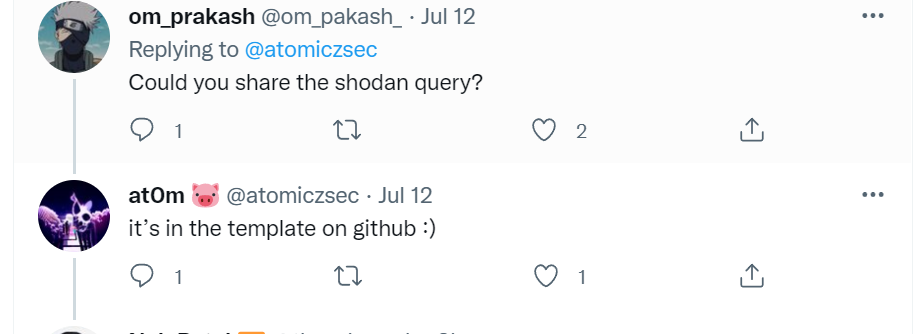 om_prakash @om_pakash_ · Jul 12
Replying to @atomiczsec
Could you share the shodan query?
1 2
at0m 🐷 @atomiczsec · Jul 12
it's in the template on github :)
1 1